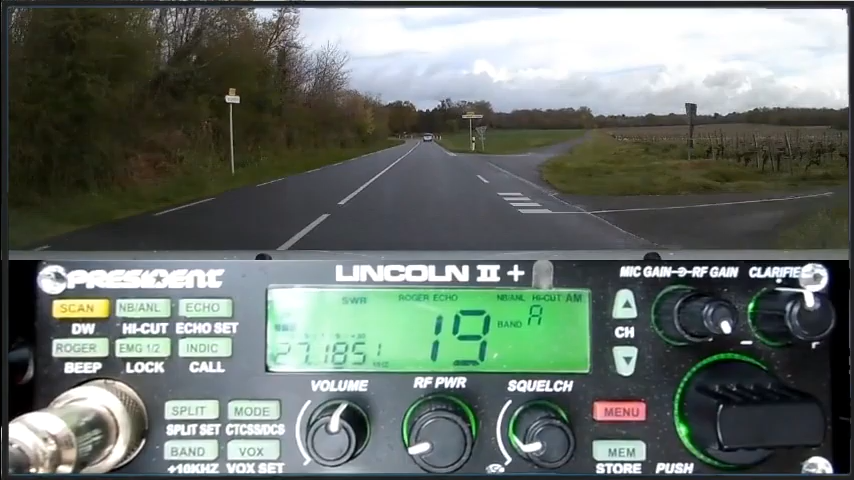 PRESIDENT
LINCOLN II +
MIC GAIN RF GAIN CLARIFIER
SCAN NB/ANL ECHO
DW HI-CUT ECHO SET
ROGER EMG 1/2 INDIC
BEEP LOCK CALL
SWR ROGER ECHO NB/ANL HI-CUT AM
19 BAND A
27.1851
CH
VOLUME RF PWR SQUELCH
SPLIT MODE
SPLIT SET CTCSS/DCS
BAND VOX
+10KHZ VOX SET
MENU
MEM
STORE PUSH